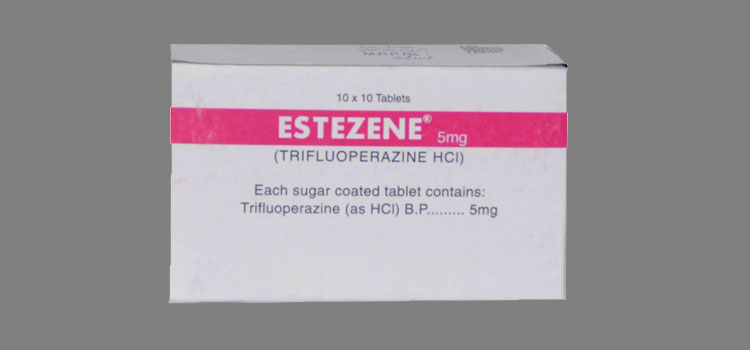 10 x 10 Tablets
ESTEZENE® 5mg
(TRIFLUOPERAZINE HCl)
Each sugar coated tablet contains:
Trifluoperazine (as HCl) B.P......... 5mg